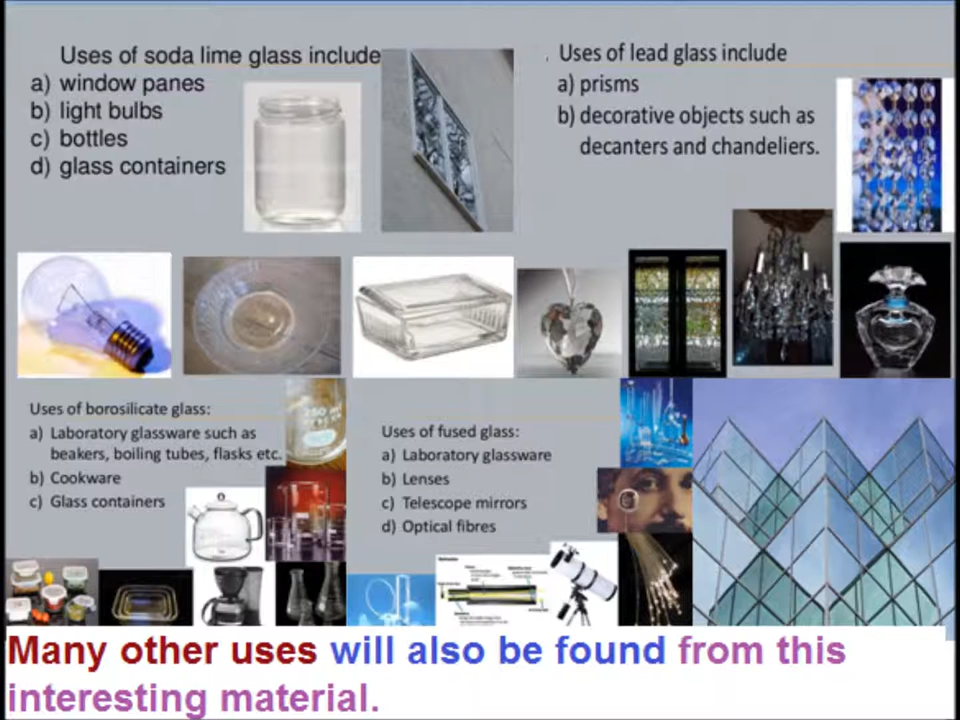 Uses of soda lime glass include
a) window panes
b) light bulbs
c) bottles
d) glass containers
. Uses of lead glass include
a) prisms
b) decorative objects such as
decanters and chandeliers.
Uses of borosilicate glass:
a) Laboratory glassware such as
beakers, boiling tubes, flasks etc.
b) Cookware
c) Glass containers
250 ml
Uses of fused glass:
a) Laboratory glassware
b) Lenses
c) Telescope mirrors
d) Optical fibres
Many other uses will also be found from this
interesting material.